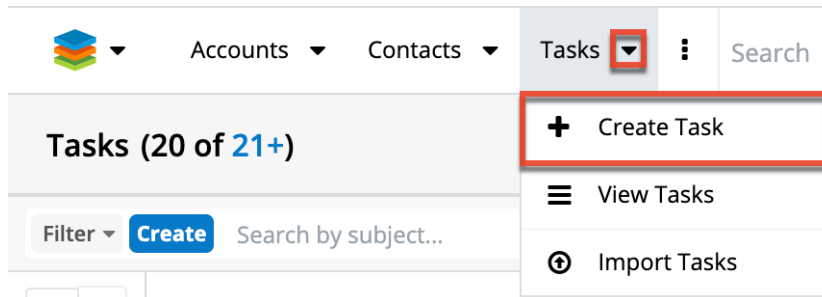 Accounts Contacts Tasks Search
Create Task
Tasks (20 of 21+)
View Tasks
Filter Create Search by subject...
Import Tasks